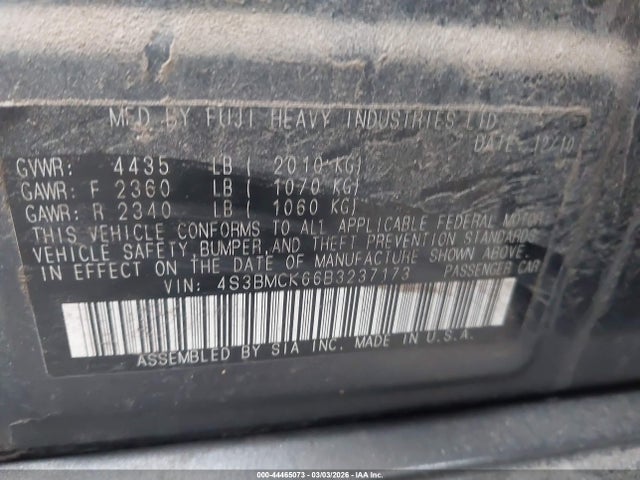 MFD BY FUJI HEAVY INDUSTRIES LTD.
DATE: 12/10
GVWR: 4435 LB ( 2010 KG)
GAWR: F 2360 LB ( 1070 KG)
GAWR: R 2340 LB ( 1060 KG)
THIS VEHICLE CONFORMS TO ALL APPLICABLE FEDERAL MOTOR
VEHICLE SAFETY, BUMPER, AND THEFT PREVENTION STANDARDS
IN EFFECT ON THE DATE OF MANUFACTURE SHOWN ABOVE.
VIN: 4S3BMCK66B3237173 PASSENGER CAR
ASSEMBLED BY SIA INC. MADE IN U.S.A.
000-44465073 | 03/03/2026 - IAA Inc.